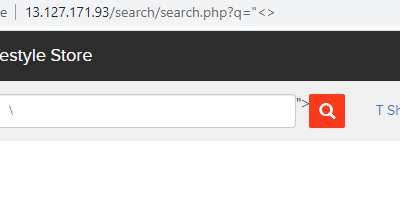 e | 13.127.171.93/search/search.php?q="<>
estyle Store
\ "> T Sh